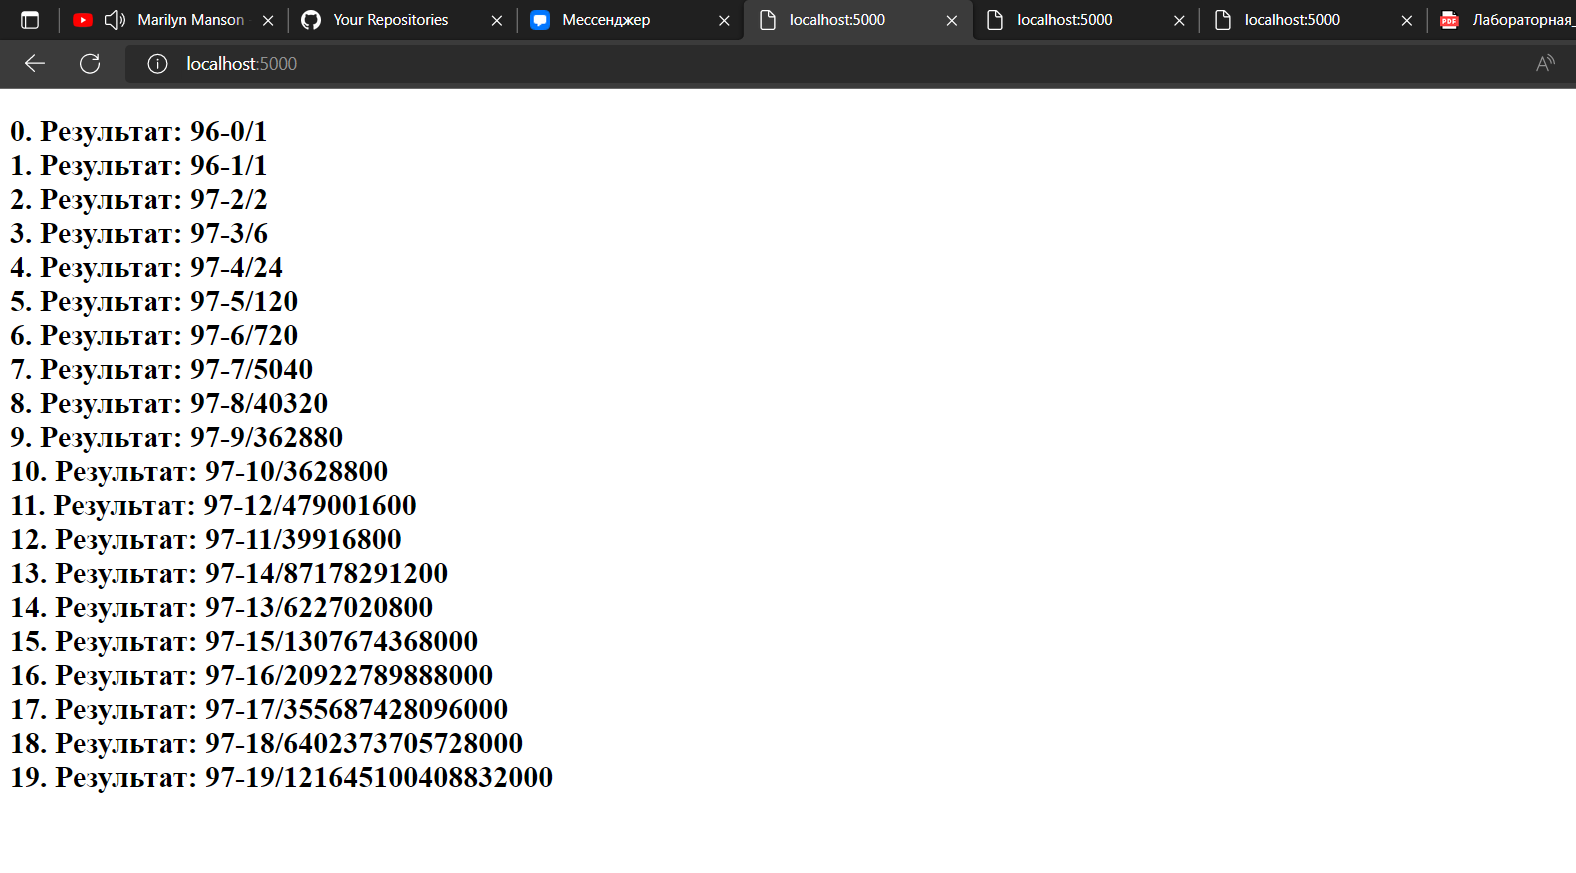 Marilyn Manson
Your Repositories
Мессенджер
localhost:5000
localhost:5000
localhost:5000
PDF
Лабораторная_
localhost:5000
0. Результат: 96-0/1
1. Результат: 96-1/1
2. Результат: 97-2/2
3. Результат: 97-3/6
4. Результат: 97-4/24
5. Результат: 97-5/120
6. Результат: 97-6/720
7. Результат: 97-7/5040
8. Результат: 97-8/40320
9. Результат: 97-9/362880
10. Результат: 97-10/3628800
11. Результат: 97-12/479001600
12. Результат: 97-11/39916800
13. Результат: 97-14/87178291200
14. Результат: 97-13/6227020800
15. Результат: 97-15/1307674368000
16. Результат: 97-16/20922789888000
17. Результат: 97-17/355687428096000
18. Результат: 97-18/6402373705728000
19. Результат: 97-19/121645100408832000